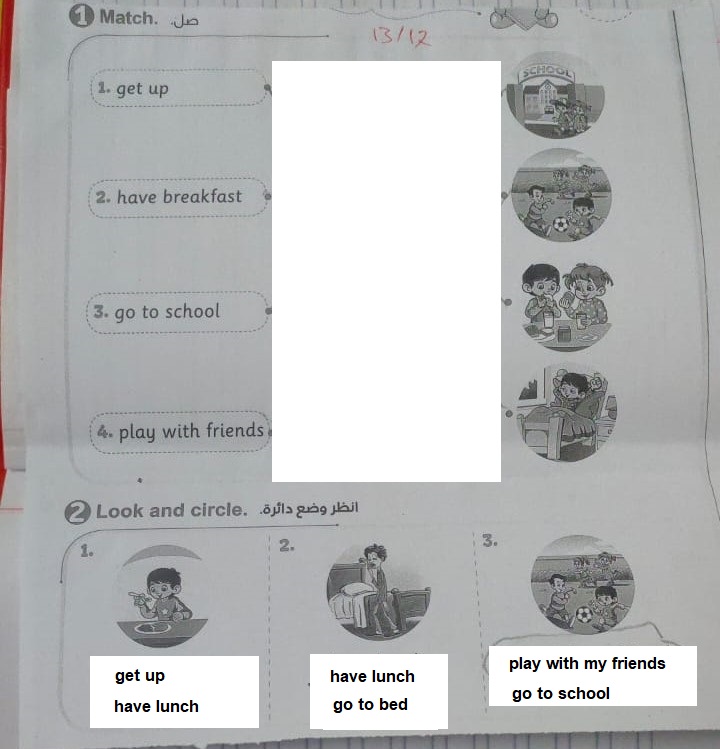 1 Match. صل.
13/12
1. get up
SCHOOL
2. have breakfast
3. go to school
4. play with friends
2 Look and circle. انظر وضع دائرة.
1.
2.
3.
get up
have lunch
have lunch
go to bed
play with my friends
go to school